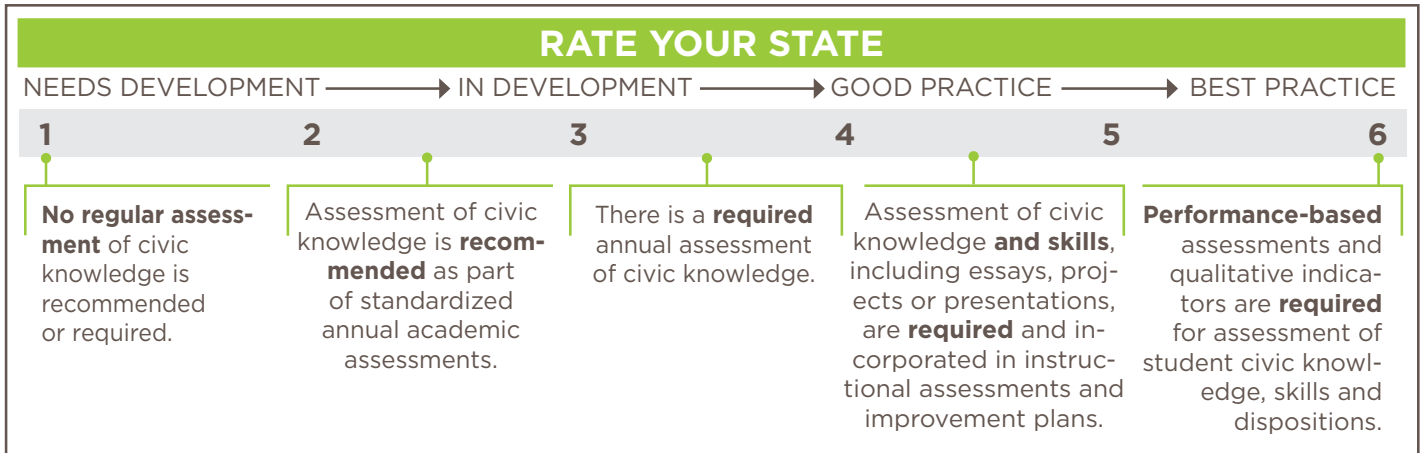 RATE YOUR STATE
NEEDS DEVELOPMENT IN DEVELOPMENT GOOD PRACTICE BEST PRACTICE
1 2 3 4 5 6
No regular assess-
ment of civic
knowledge is
recommended
or required.
Assessment of civic
knowledge is recom-
mended as part
of standardized
annual academic
assessments.
There is a required
annual assessment
of civic knowledge.
Assessment of civic
knowledge and skills,
including essays, proj-
ects or presentations,
are required and in-
corporated in instruc-
tional assessments and
improvement plans.
Performance-based
assessments and
qualitative indica-
tors are required
for assessment of
student civic knowl-
edge, skills and
dispositions.